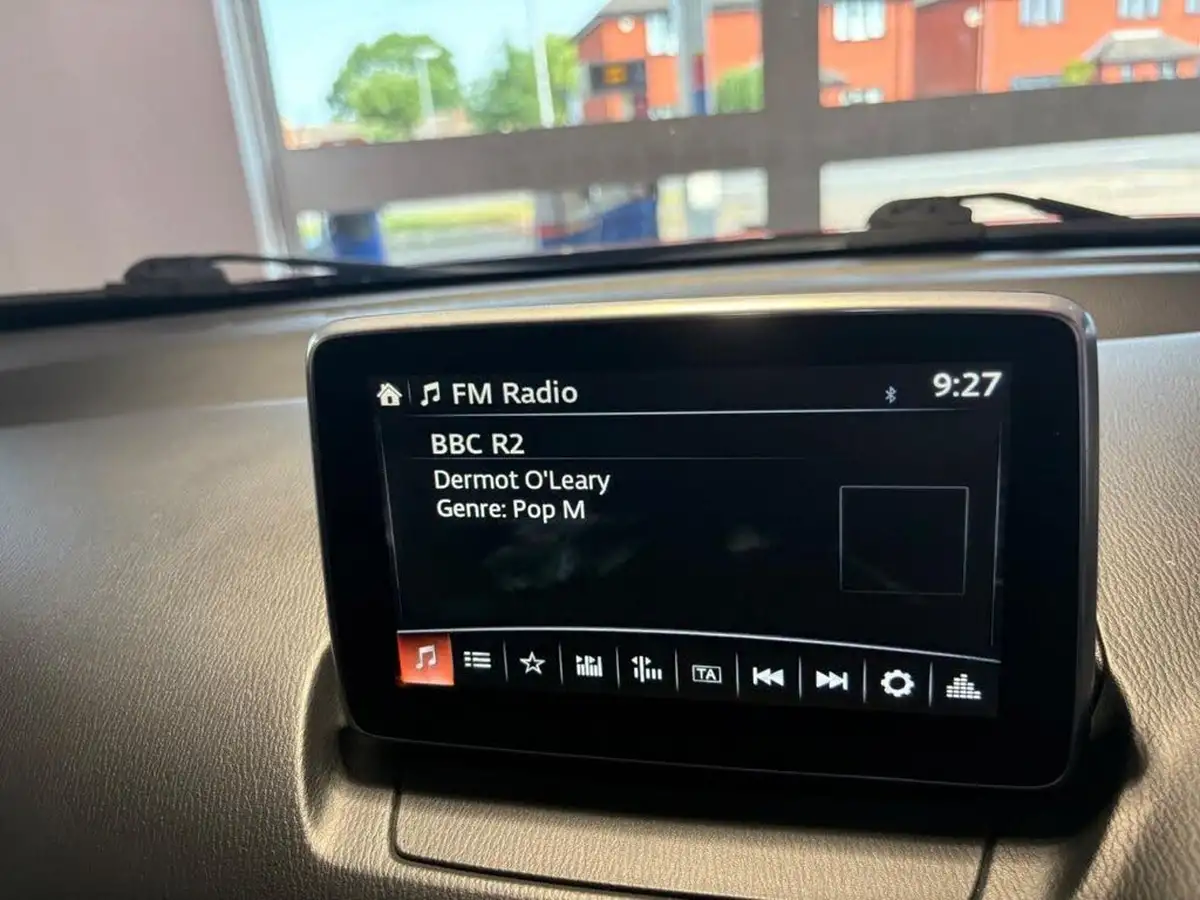 FM Radio
9:27
BBC R2
Dermot O'Leary
Genre: Pop M
TA